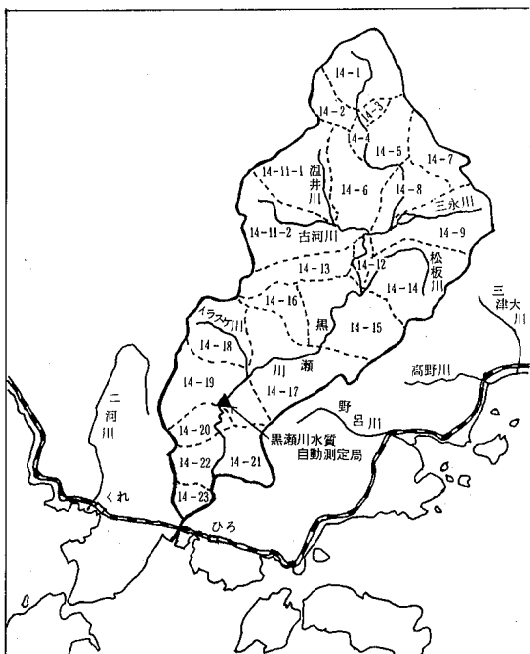 14-1
14-2
14-3
14-4
14-5
14-7
14-11-1
温井川
14-6
14-8
三永川
14-11-2
古河川
14-9
14-13
14-12
松板川
14-14
三津大川
イラスケ川
14-16
黒瀬川
14-15
14-18
高野川
14-19
14-17
二河川
野呂川
14-20
黒瀬川水質
自動測定局
14-22
14-21
14-23
くれ
ひろ